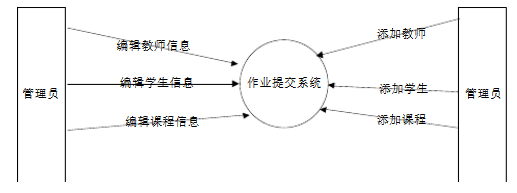 添加教师
编辑教师信息
管理员
编辑学生信息
作业提交系统
添加学生
管理员
编辑课程信息
添加课程